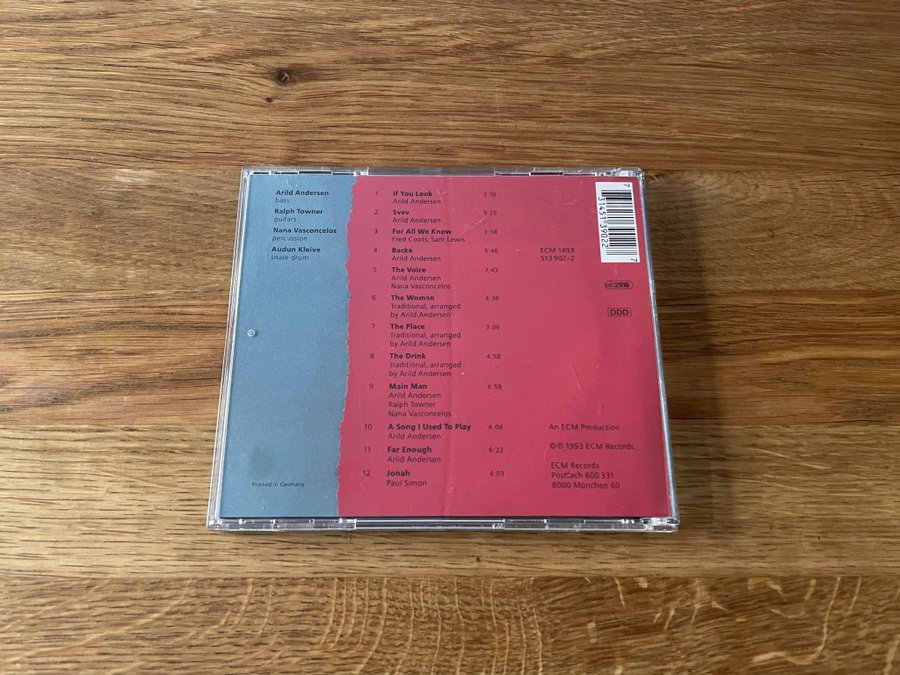 Arild Andersen
bass
Ralph Towner
guitars
Nana Vasconcelos
percussion
Audun Kleive
snare drum
Printed in Germany
1 If You Look 3:10
Arild Andersen
2 Svev 5:25
Arild Andersen
3 For All We Know 3:58
Fred Coots, Sam Lewis
4 Backé 5:48
Arild Andersen
5 The Voice 7:43
Arild Andersen
Nana Vasconcelos
6 The Woman 4:36
Traditional, arranged
by Arild Andersen
7 The Place 3:06
Traditional, arranged
by Arild Andersen
8 The Drink 4:58
Traditional, arranged
by Arild Andersen
9 Main Man 4:59
Arild Andersen
Ralph Towner
Nana Vasconcelos
10 A Song I Used To Play 4:04
Arild Andersen
11 Far Enough 6:22
Arild Andersen
12 Jonah 4:03
Paul Simon
7 31451 39022 7
ECM 1493
513 902-2
LC 2516
DDD
An ECM Production
©℗ 1993 ECM Records
ECM Records
Postfach 600 331
8000 München 60